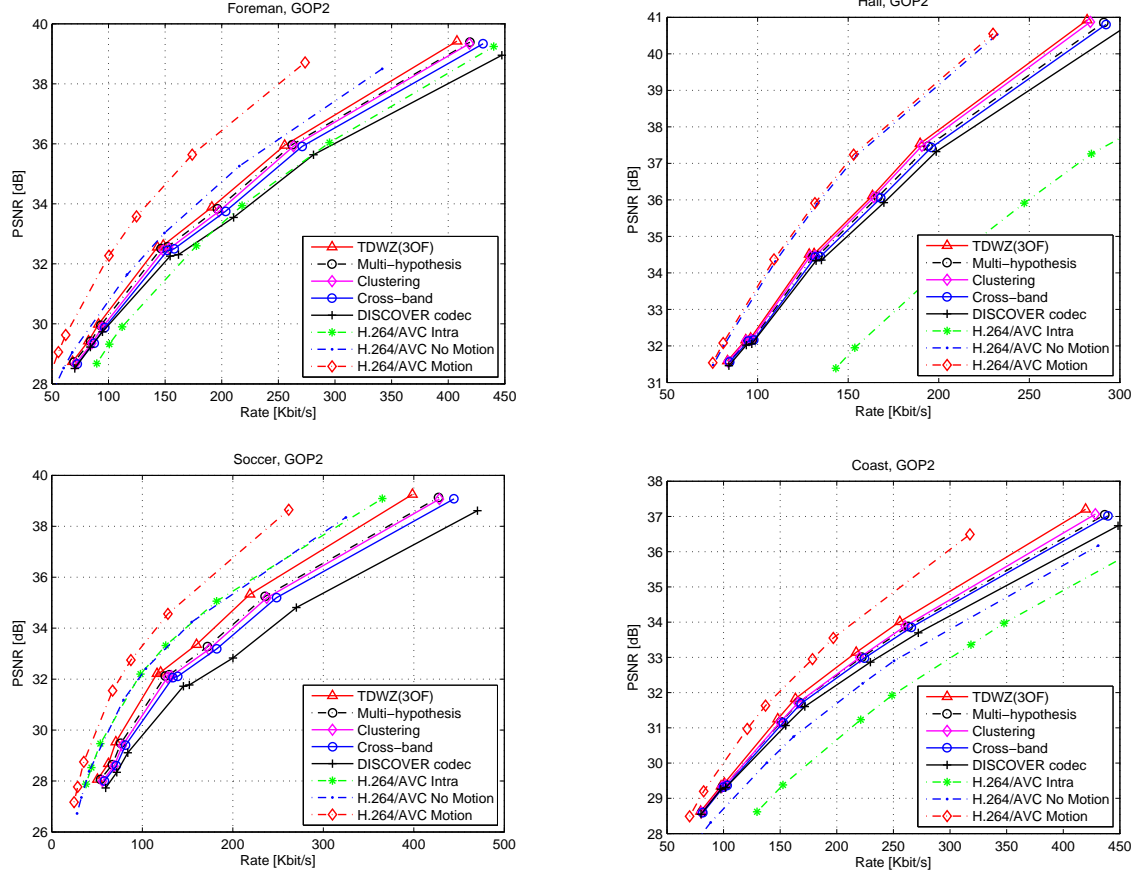 Foreman, GOP2
40
38
36
34
32
30
28
PSNR [dB]
50 100 150 200 250 300 350 400 450
Rate [Kbit/s]
TDWZ(3OF)
Multi−hypothesis
Clustering
Cross−band
DISCOVER codec
H.264/AVC Intra
H.264/AVC No Motion
H.264/AVC Motion
Hall, GOP2
41
40
39
38
37
36
35
34
33
32
31
PSNR [dB]
50 100 150 200 250 300
Rate [Kbit/s]
TDWZ(3OF)
Multi−hypothesis
Clustering
Cross−band
DISCOVER codec
H.264/AVC Intra
H.264/AVC No Motion
H.264/AVC Motion
Soccer, GOP2
40
38
36
34
32
30
28
26
PSNR [dB]
0 100 200 300 400 500
Rate [Kbit/s]
TDWZ(3OF)
Multi−hypothesis
Clustering
Cross−band
DISCOVER codec
H.264/AVC Intra
H.264/AVC No Motion
H.264/AVC Motion
Coast, GOP2
38
37
36
35
34
33
32
31
30
29
28
PSNR [dB]
50 100 150 200 250 300 350 400 450
Rate [Kbit/s]
TDWZ(3OF)
Multi−hypothesis
Clustering
Cross−band
DISCOVER codec
H.264/AVC Intra
H.264/AVC No Motion
H.264/AVC Motion